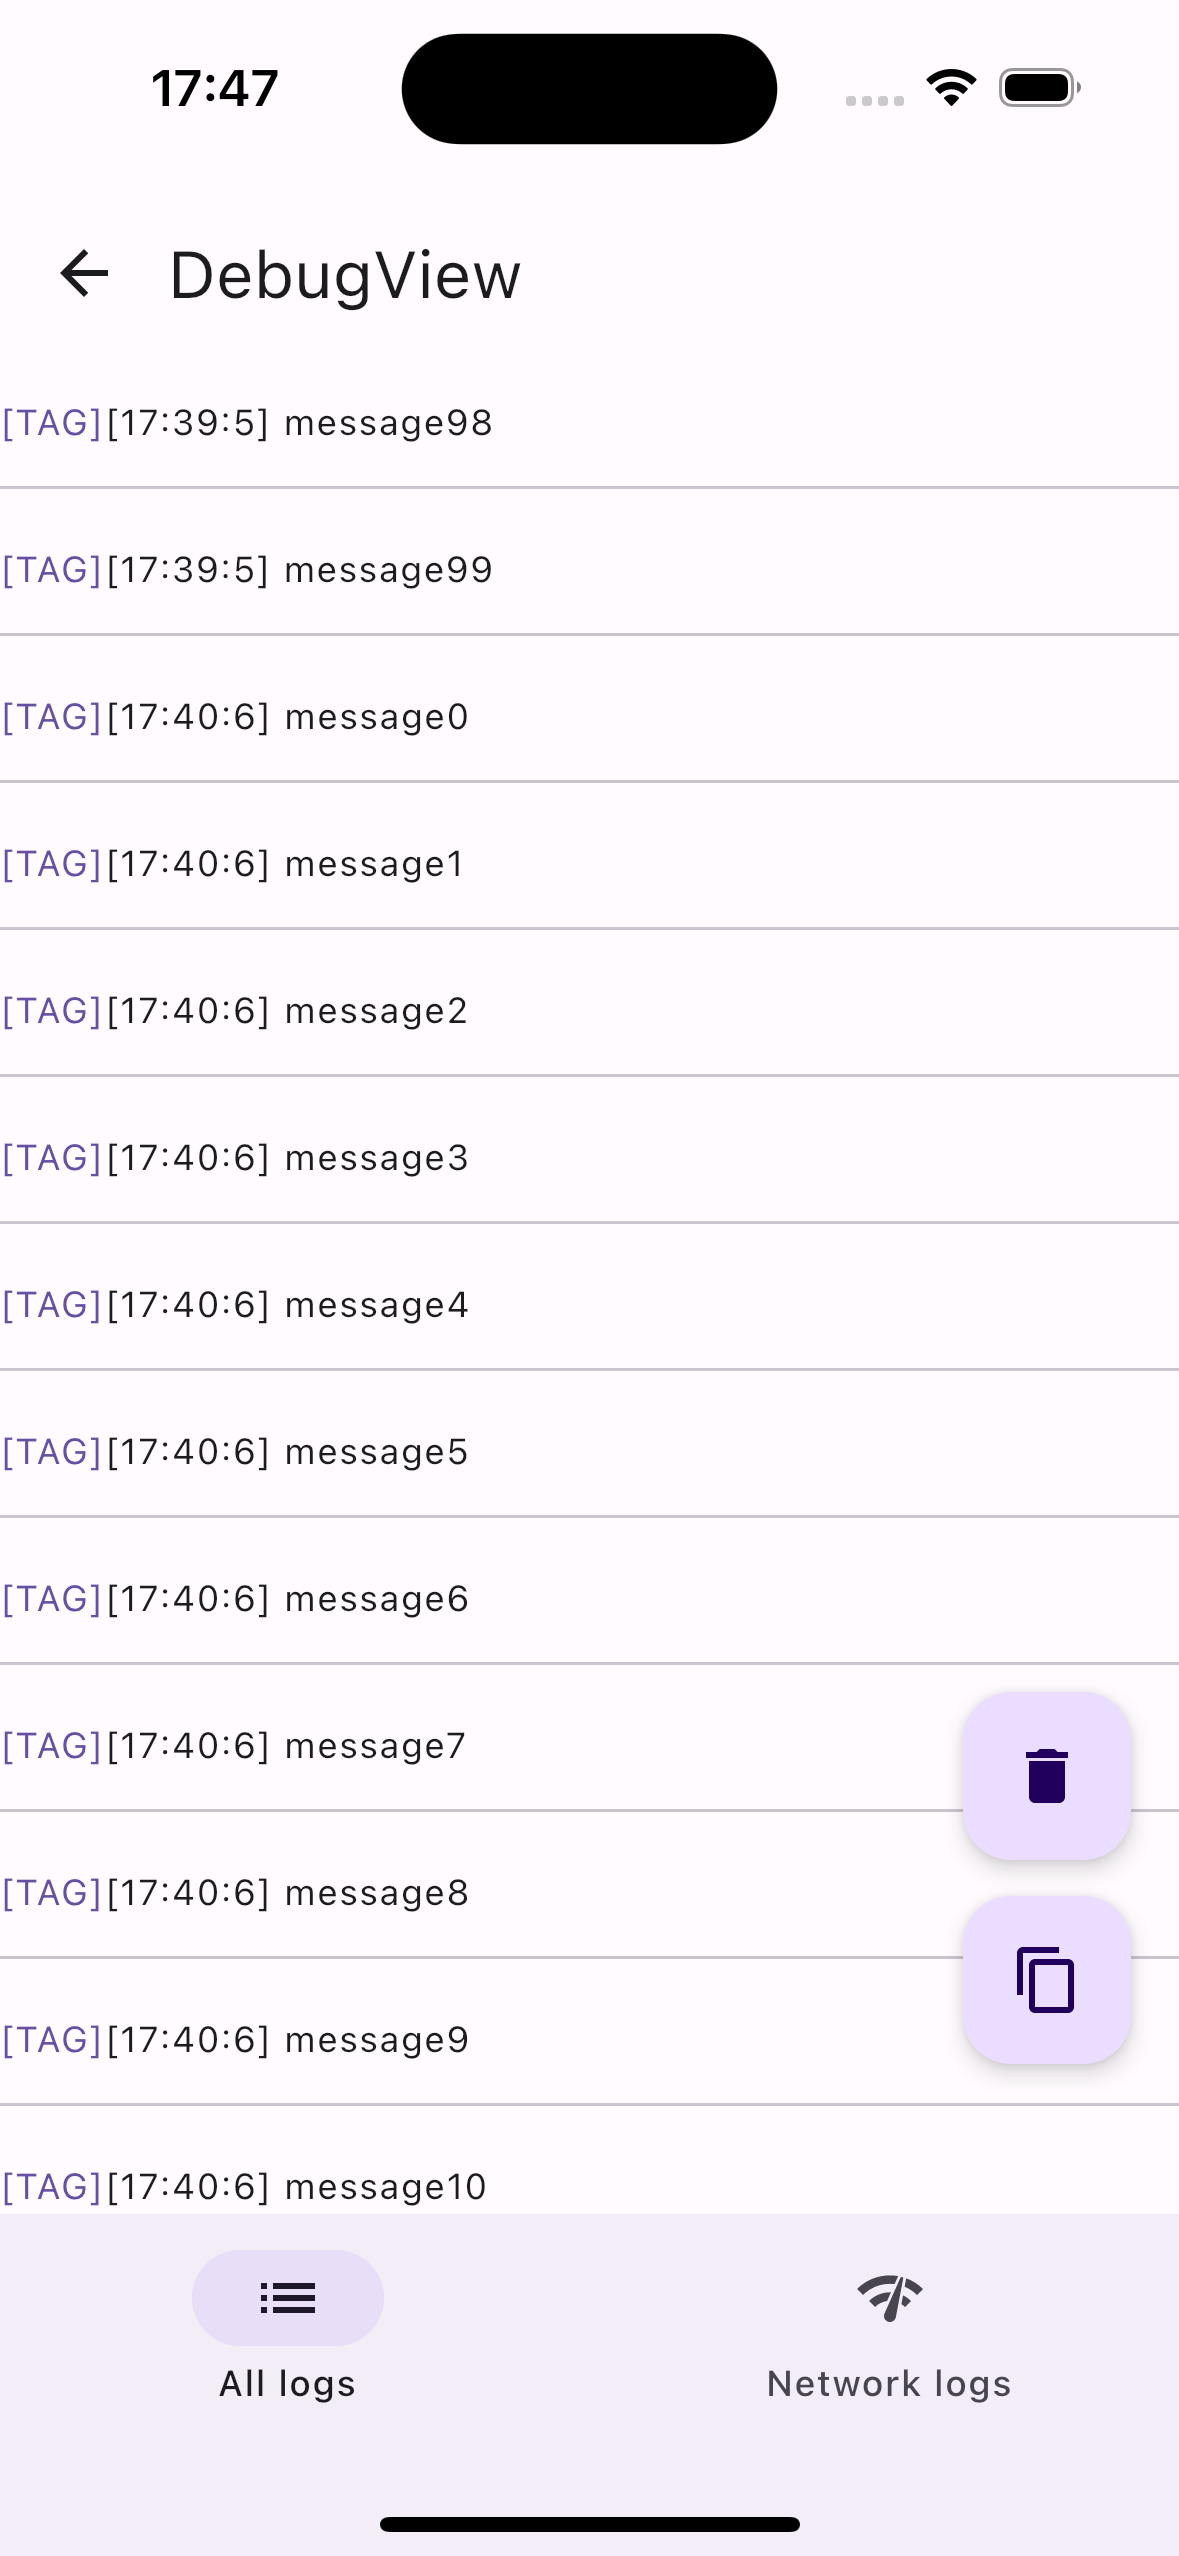 17:47
DebugView
[TAG][17:39:5] message98
[TAG][17:39:5] message99
[TAG][17:40:6] message0
[TAG][17:40:6] message1
[TAG][17:40:6] message2
[TAG][17:40:6] message3
[TAG][17:40:6] message4
[TAG][17:40:6] message5
[TAG][17:40:6] message6
[TAG][17:40:6] message7
[TAG][17:40:6] message8
[TAG][17:40:6] message9
[TAG][17:40:6] message10
All logs
Network logs